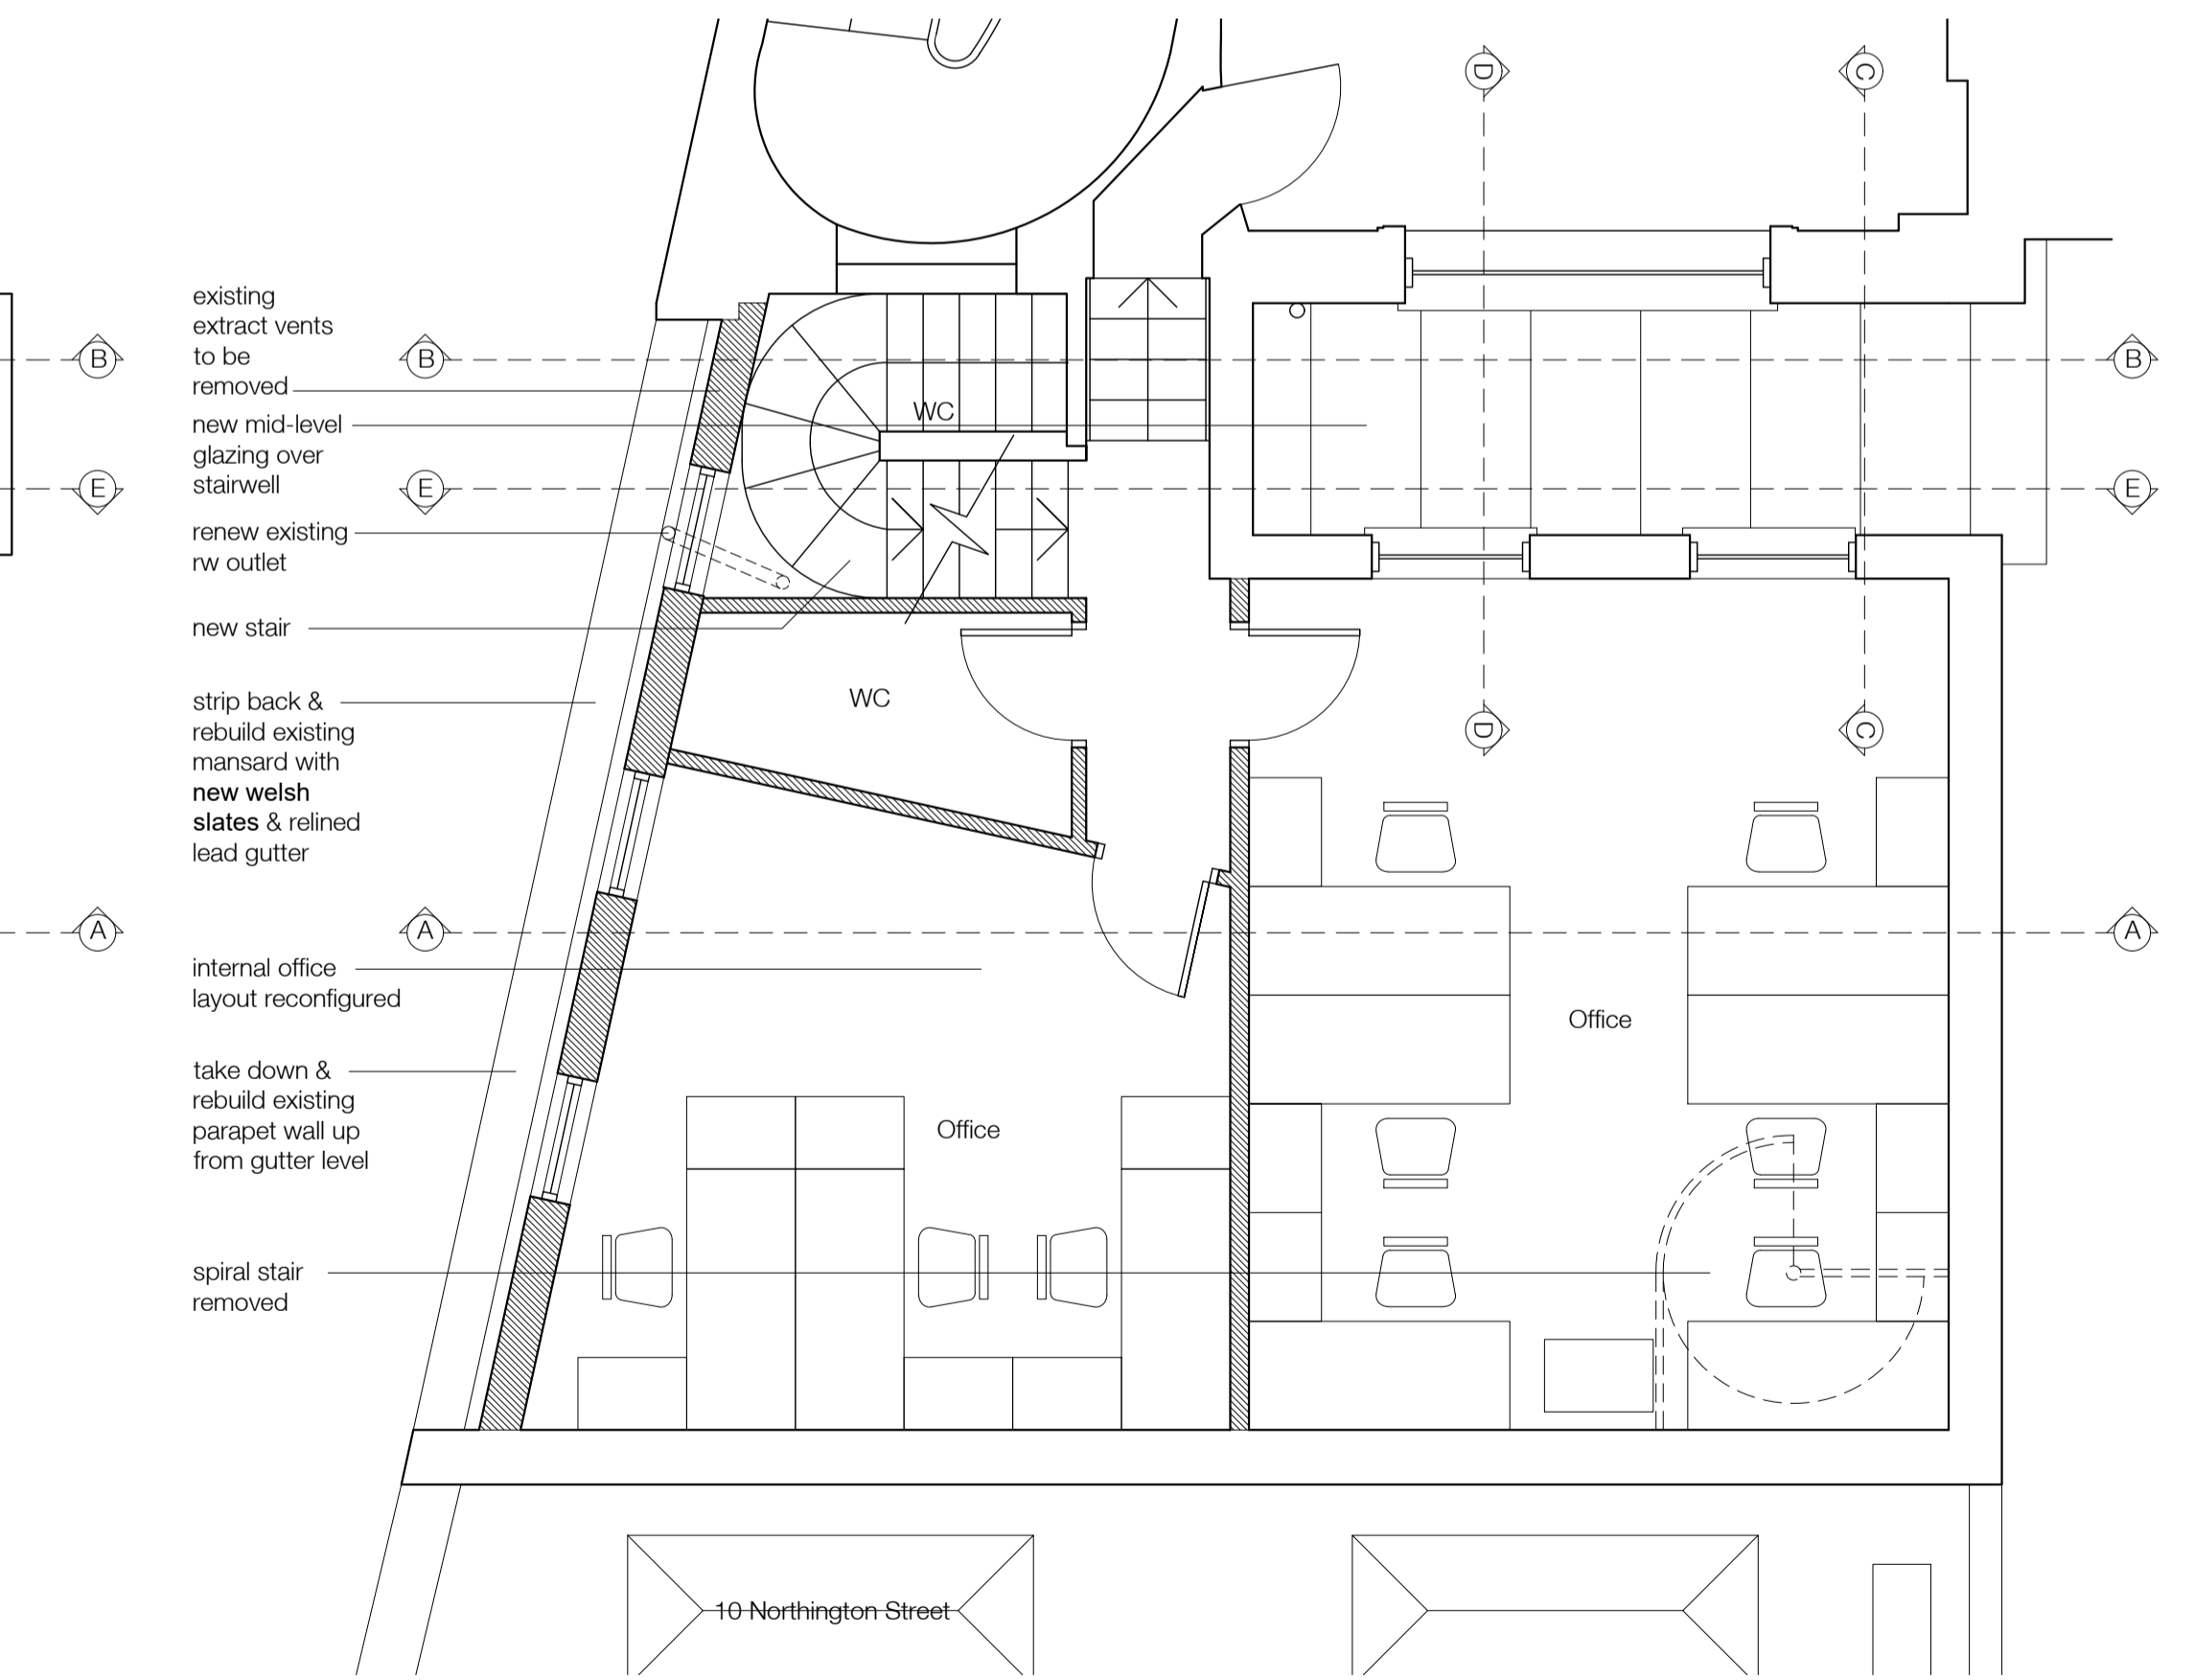 D
C
existing
extract vents
to be
removed
B
B
B
new mid-level
glazing over
stairwell
WC
E
E
E
renew existing
rw outlet
new stair
strip back &
rebuild existing
mansard with
new welsh
slates & relined
lead gutter
WC
D
C
A
A
A
internal office
layout reconfigured
Office
take down &
rebuild existing
parapet wall up
from gutter level
Office
spiral stair
removed
10 Northington Street